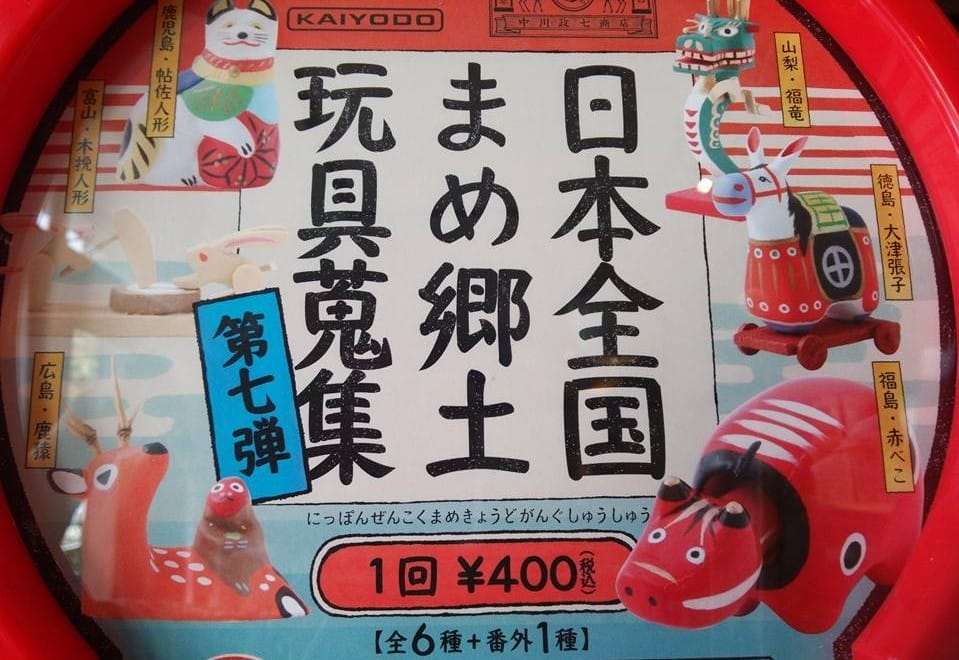 KAIYODO
中川政七商店
日本全国
まめ郷土
玩具蒐集
第七弾
にっぽんぜんこくまめきょうどがんぐしゅうしゅう
1回 ¥400(税込)
【全6種+番外1種】
鹿児島・帖佐人形
富山・木挽人形
広島・鹿猿
山梨・福竜
徳島・大津張子
福島・赤べこ